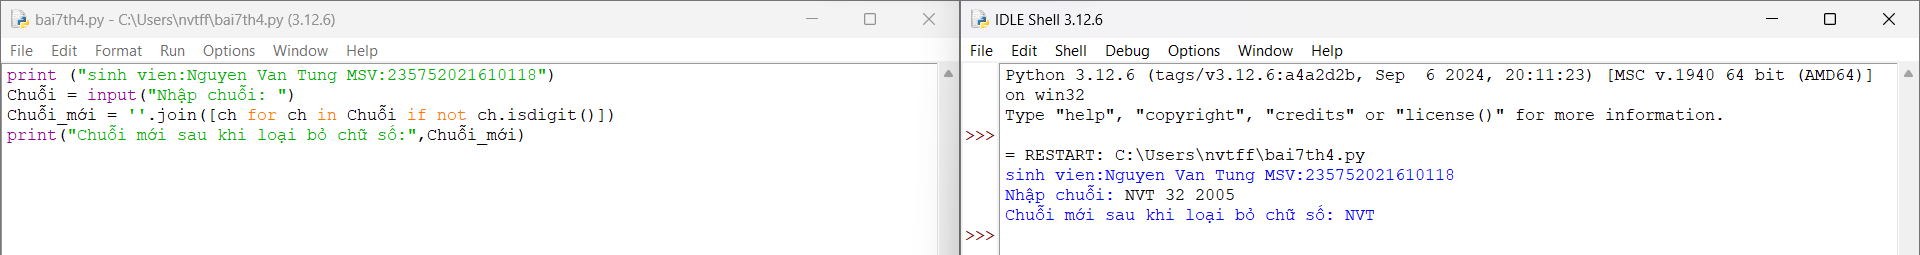 bai7th4.py - C:\Users\nvtff\bai7th4.py (3.12.6)
File Edit Format Run Options Window Help
print ("sinh vien:Nguyen Van Tung MSV:235752021610118")
Chuỗi = input("Nhập chuỗi: ")
Chuỗi_mới = ''.join([ch for ch in Chuỗi if not ch.isdigit()])
print("Chuỗi mới sau khi loại bỏ chữ số:",Chuỗi_mới)
IDLE Shell 3.12.6
File Edit Shell Debug Options Window Help
Python 3.12.6 (tags/v3.12.6:a4a2d2b, Sep  6 2024, 20:11:23) [MSC v.1940 64 bit (AMD64)]
on win32
Type "help", "copyright", "credits" or "license()" for more information.
>>>
= RESTART: C:\Users\nvtff\bai7th4.py
sinh vien:Nguyen Van Tung MSV:235752021610118
Nhập chuỗi: NVT 32 2005
Chuỗi mới sau khi loại bỏ chữ số: NVT
>>>